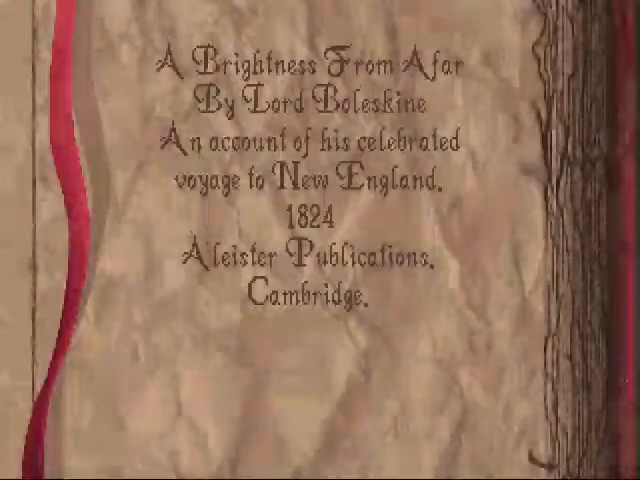 A Brightness From Afar
By Lord Boleskine
An account of his celebrated
voyage to New England.
1824
Aleister Publications.
Cambridge.